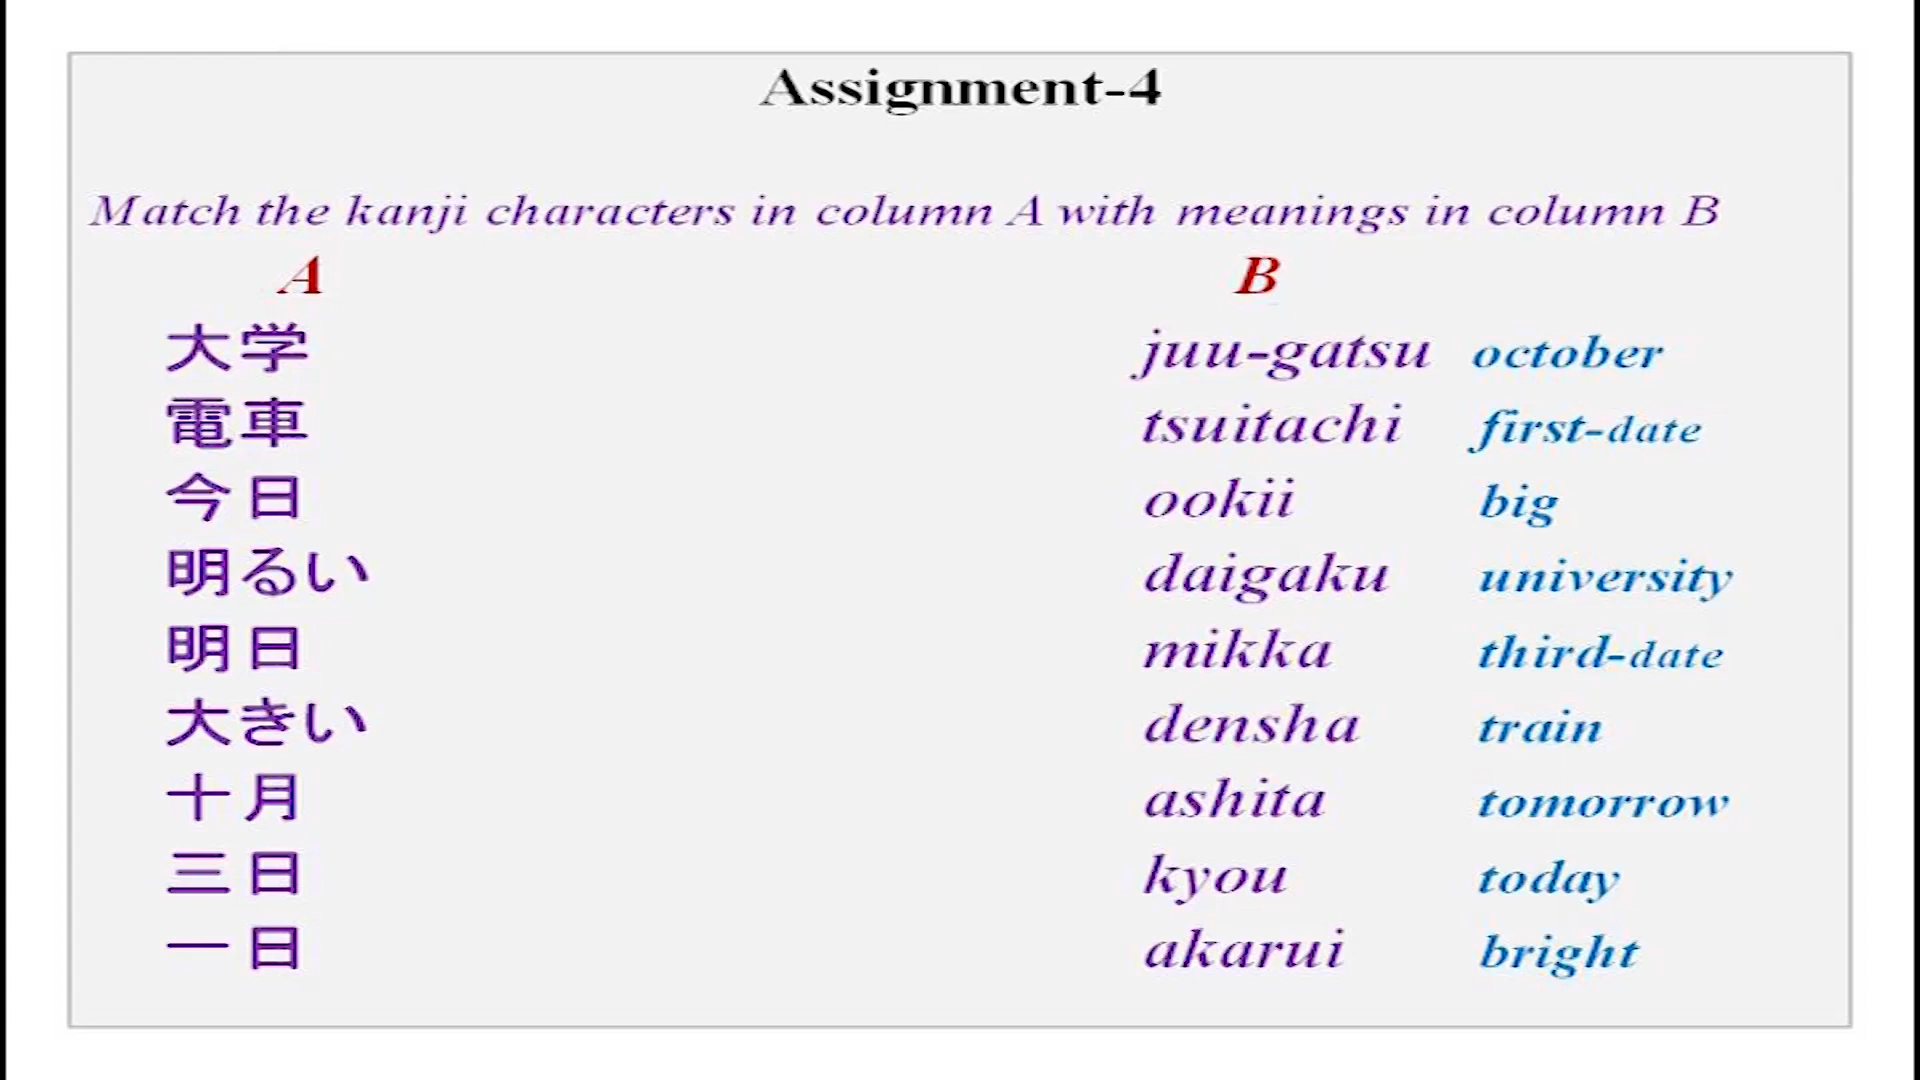 Assignment-4
Match the kanji characters in column A with meanings in column B
A B
大学 juu-gatsu october
電車 tsuitachi first-date
今日 ookii big
明るい daigaku university
明日 mikka third-date
大きい densha train
十月 ashita tomorrow
三日 kyou today
一日 akarui bright